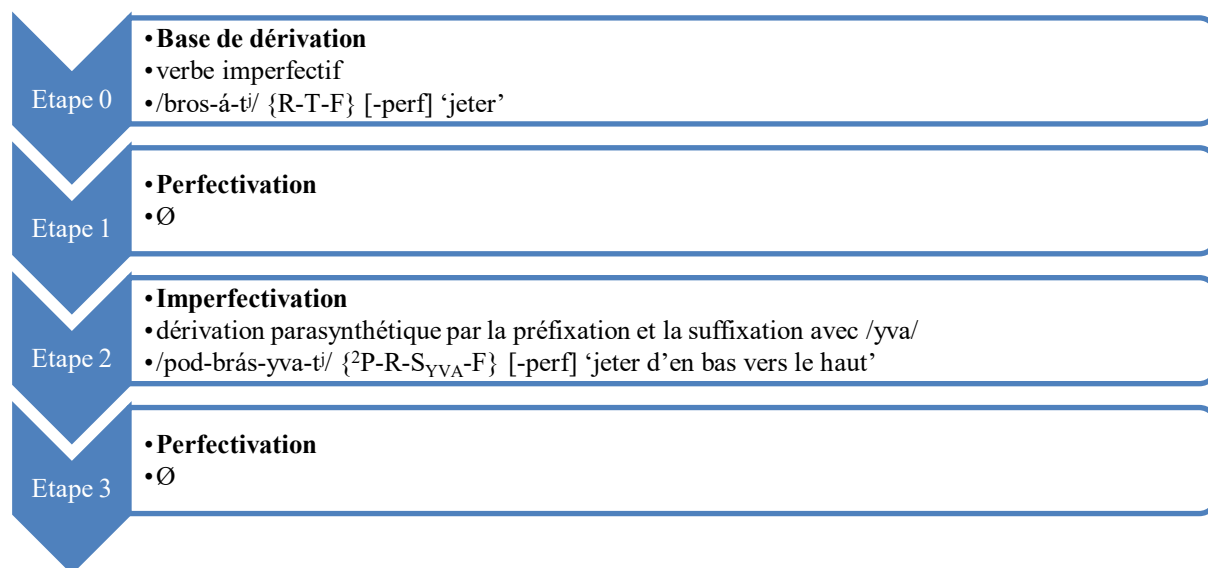 Etape 0
•Base de dérivation
•verbe imperfectif
•/bros-á-tʲ/ {R-T-F} [-perf] ‘jeter’
Etape 1
•Perfectivation
•Ø
Etape 2
•Imperfectivation
•dérivation parasynthétique par la préfixation et la suffixation avec /yva/
•/pod-brás-yva-tʲ/ {²P-R-S_YVA-F} [-perf] ‘jeter d’en bas vers le haut’
Etape 3
•Perfectivation
•Ø